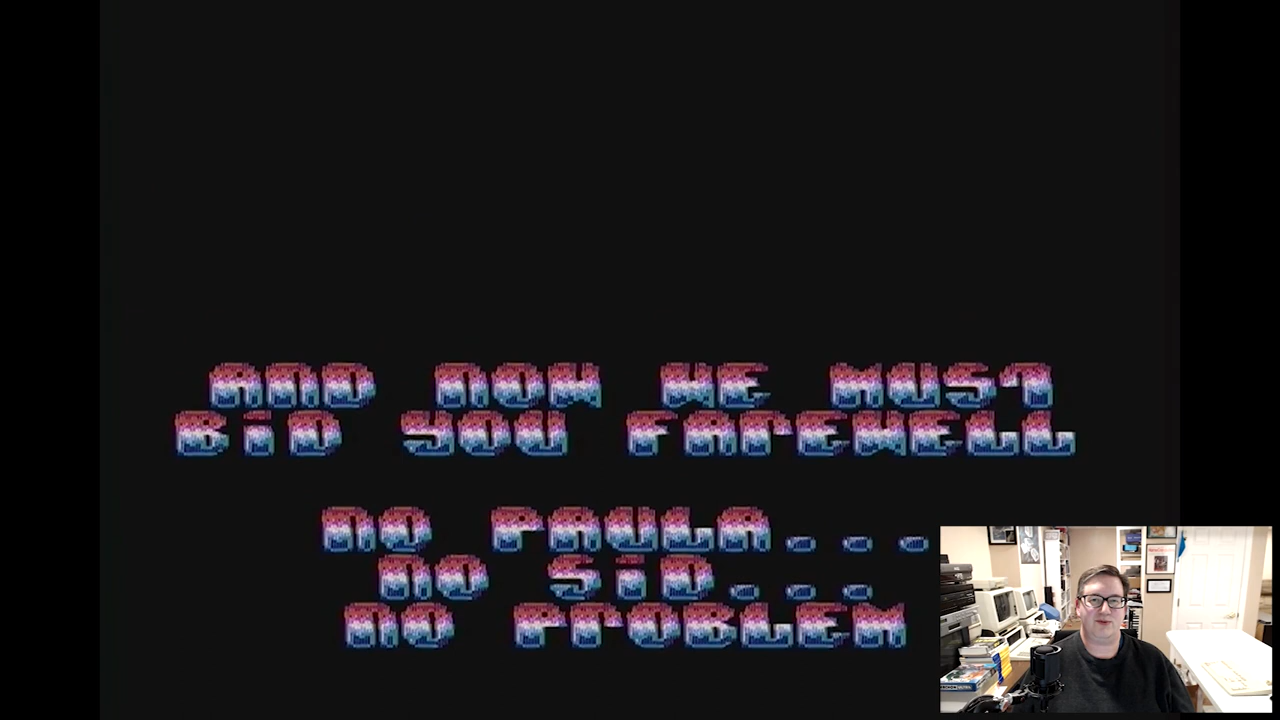 AND NOW WE MUST
BiD YOU FAREWELL
NO PAULA...
NO SiD...
NO PROBLEM